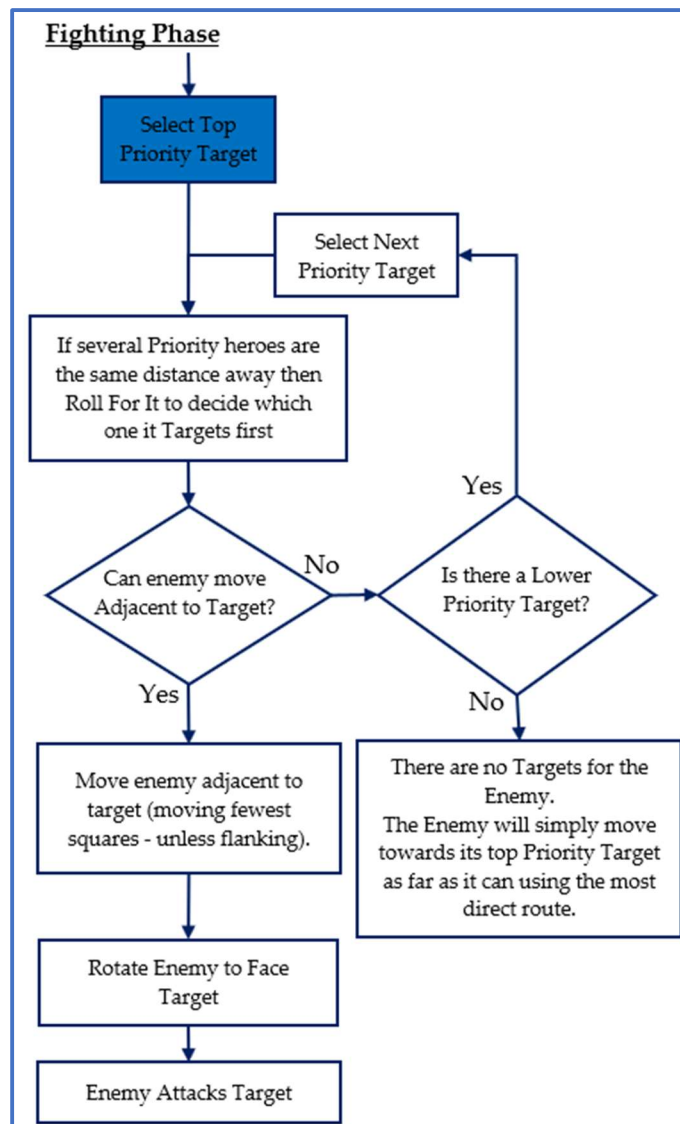 Fighting Phase
Select Top
Priority Target
Select Next
Priority Target
If several Priority heroes are
the same distance away then
Roll For It to decide which
one it Targets first
Yes
No
Can enemy move
Adjacent to Target?
Is there a Lower
Priority Target?
Yes
No
Move enemy adjacent to
target (moving fewest
squares - unless flanking).
There are no Targets for the
Enemy.
The Enemy will simply move
towards its top Priority Target
as far as it can using the most
direct route.
Rotate Enemy to Face
Target
Enemy Attacks Target